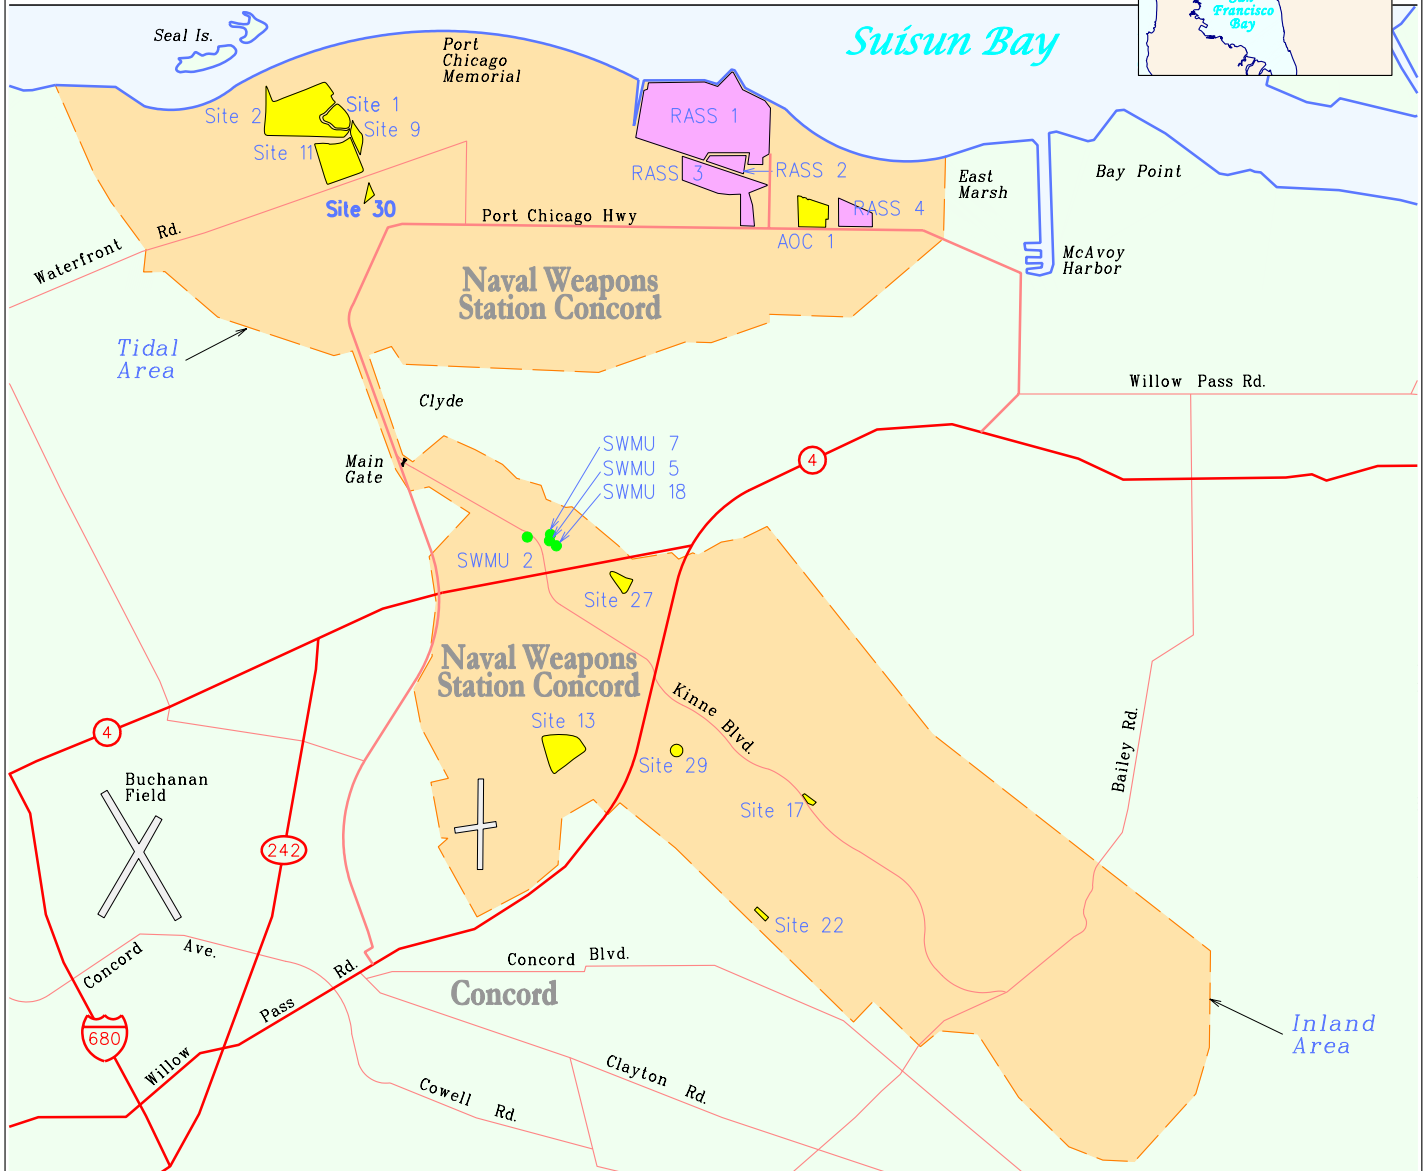 San
Francisco
Bay
Seal Is.
Port
Chicago
Memorial
Suisun Bay
Site 2
Site 1
Site 9
Site 11
Site 30
RASS 1
RASS 2
RASS 3
RASS 4
AOC 1
East
Marsh
Bay Point
McAvoy
Harbor
Waterfront Rd.
Port Chicago Hwy
Naval Weapons
Station Concord
Tidal
Area
Willow Pass Rd.
Clyde
Main
Gate
SWMU 7
SWMU 5
SWMU 18
SWMU 2
4
Site 27
Naval Weapons
Station Concord
Kinne Blvd.
Site 13
Site 29
Site 17
Site 22
Bailey Rd.
4
Buchanan
Field
242
Concord Ave.
Concord Blvd.
Concord
680
Willow Pass Rd.
Clayton Rd.
Cowell Rd.
Inland
Area